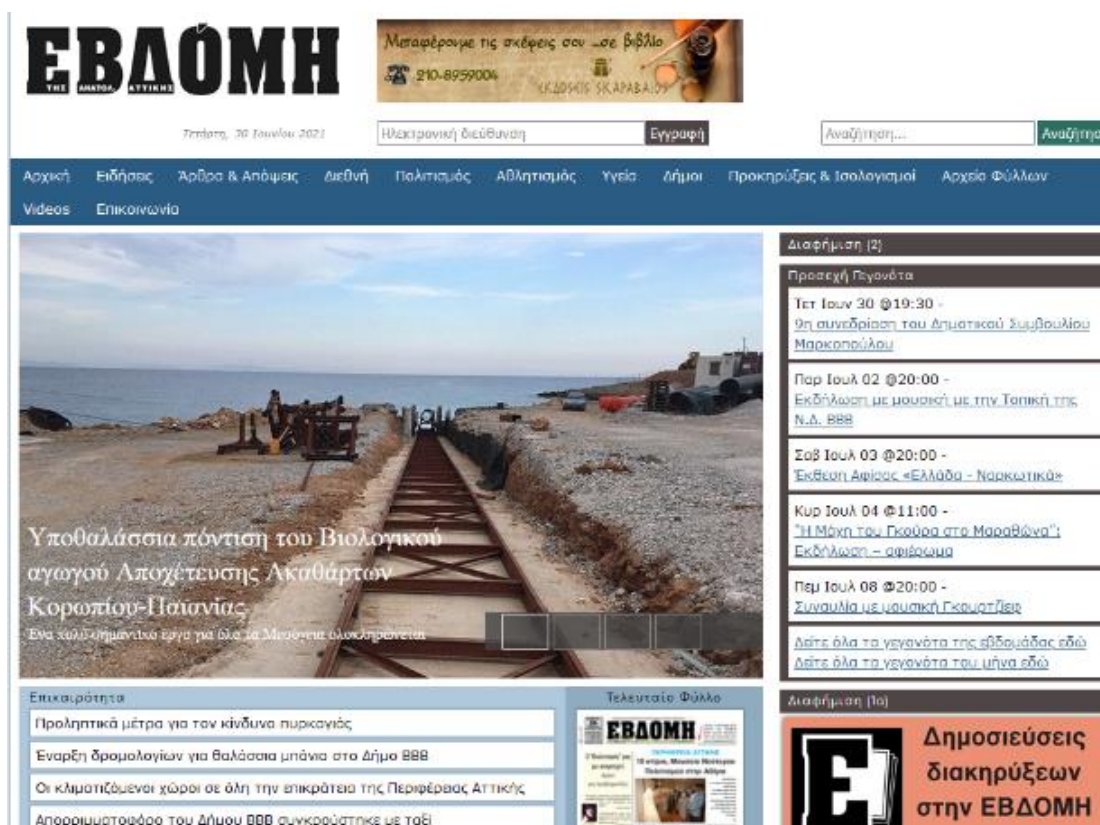 ΕΒΔΟΜΗ
ΤΗΣ ΑΝΑΤΟΛ. ΑΤΤΙΚΗΣ
Μεταφέρουμε τις σκέψεις σου ...σε βιβλίο
210-8959004
ΕΚΔΟΣΕΙΣ SKARABAIOS
Τετάρτη, 30 Ιουνίου 2021
Ηλεκτρονική διεύθυνση
Εγγραφή
Αναζήτηση...
Αρχική Ειδήσεις Άρθρα & Απόψεις Διεθνή Πολιτισμός Αθλητισμός Υγεία Δήμοι Προκηρύξεις & Ισολογισμοί Αρχείο Φύλλων
Videos Επικοινωνία
Υποθαλάσσια πόντιση του Βιολογικού
αγωγού Αποχέτευσης Ακαθάρτων
Κορωπίου-Παιανίας
Ένα πολύ σημαντικό έργο για όλα τα Μεσόγεια ολοκληρώνεται
Διαφήμιση (2)
Προσεχή Γεγονότα
Τετ Ιουν 30 @19:30 -
9η συνεδρίαση του Δημοτικού Συμβουλίου
Μαρκοπούλου
Παρ Ιουλ 02 @20:00 -
Εκδήλωση με μουσική με την Τοπική της
Ν.Δ. ΒΒΒ
Σαβ Ιουλ 03 @20:00 -
Έκθεση Αφίσας «Ελλάδα - Ναρκωτικά»
Κυρ Ιουλ 04 @11:00 -
"Η Μάχη του Γκούρα στο Μαραθώνα":
Εκδήλωση – αφιέρωμα
Πεμ Ιουλ 08 @20:00 -
Συναυλία με μουσική Γκουρτζίεφ
Δείτε όλα τα γεγονότα της εβδομάδας εδώ
Δείτε όλα τα γεγονότα του μήνα εδώ
Επικαιρότητα
Προληπτικά μέτρα για τον κίνδυνο πυρκαγιάς
Έναρξη δρομολογίων για θαλάσσια μπάνια στο Δήμο ΒΒΒ
Οι κλιματιζόμενοι χώροι σε όλη την επικράτεια της Περιφέρειας Αττικής
Απορριμματοφόρο του Δήμου ΒΒΒ συγκρούστηκε με ταξί
Τελευταίο Φύλλο
ΕΒΔΟΜΗ
Διαφήμιση (1α)
Δημοσιεύσεις
διακηρύξεων
στην ΕΒΔΟΜΗ